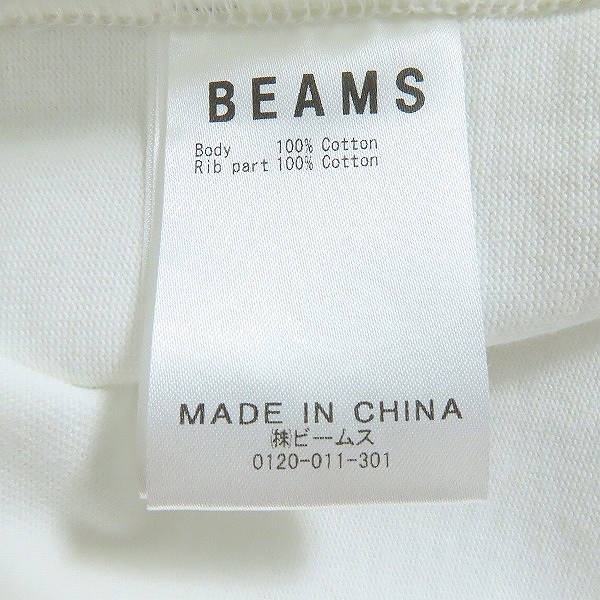 BEAMS
Body 100% Cotton
Rib part 100% Cotton
MADE IN CHINA
㈱ビームス
0120-011-301